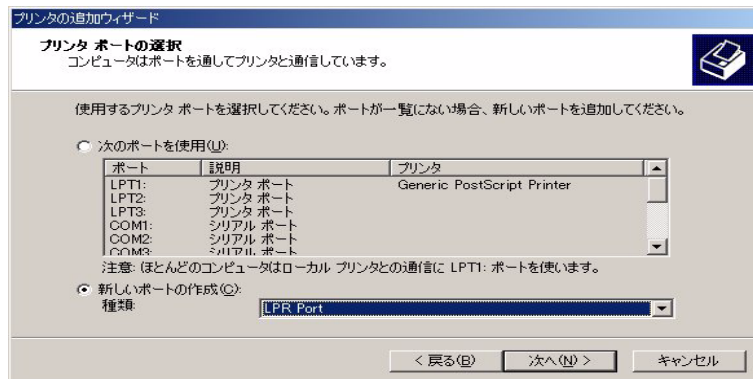 プリンタの追加ウィザード
プリンタ ポートの選択
コンピュータはポートを通してプリンタと通信しています。
使用するプリンタ ポートを選択してください。ポートが一覧にない場合、新しいポートを追加してください。
次のポートを使用(U):
ポート 説明 プリンタ
LPT1: プリンタ ポート Generic PostScript Printer
LPT2: プリンタ ポート
LPT3: プリンタ ポート
COM1: シリアル ポート
COM2: シリアル ポート
COM3: シリアル ポート
注意: ほとんどのコンピュータはローカル プリンタとの通信に LPT1: ポートを使います。
新しいポートの作成(C):
種類: LPR Port
< 戻る(B) 次へ(N) > キャンセル